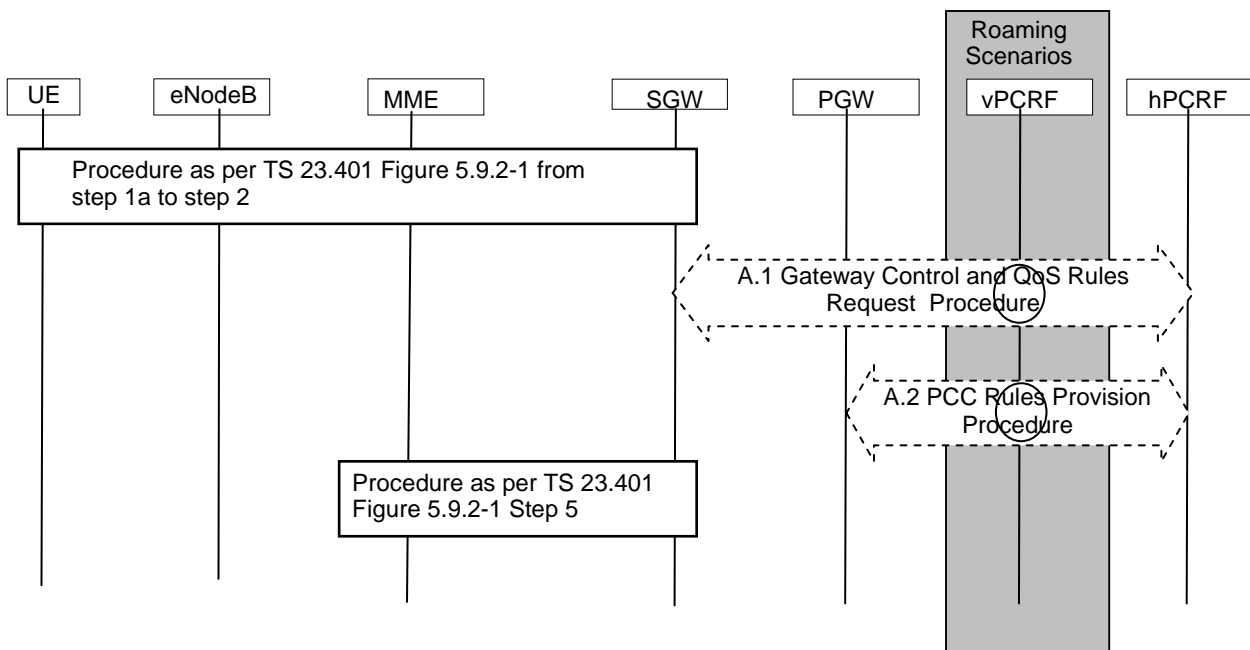 Roaming
Scenarios
UE
eNodeB
MME
SGW
PGW
vPCRF
hPCRF
Procedure as per TS 23.401 Figure 5.9.2-1 from
step 1a to step 2
A.1 Gateway Control and QoS Rules
Request Procedure
A.2 PCC Rules Provision
Procedure
Procedure as per TS 23.401
Figure 5.9.2-1 Step 5